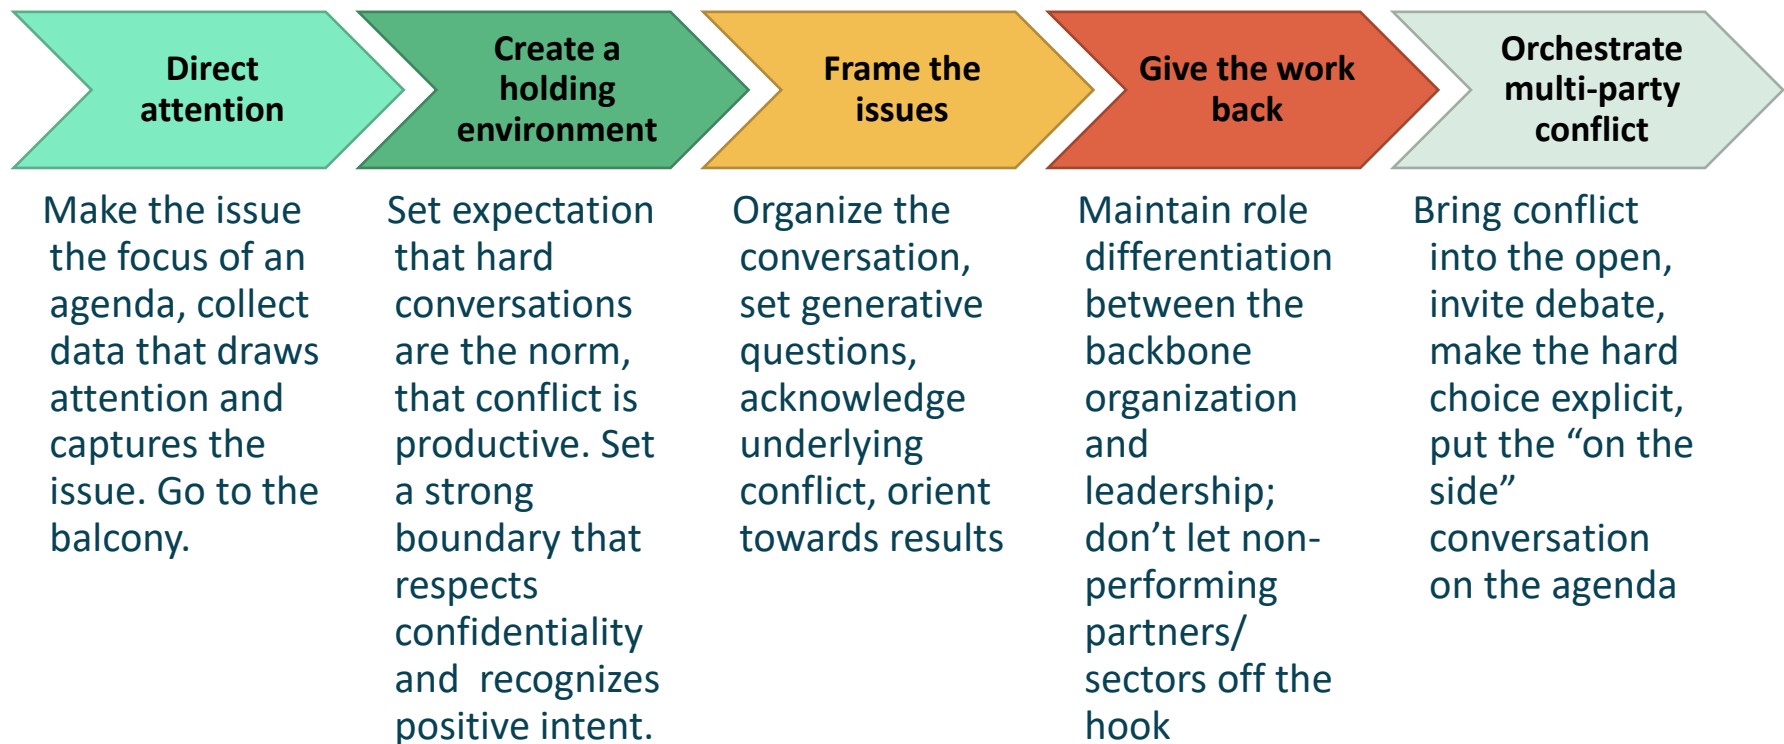 Direct
attention
Create a
holding
environment
Frame the
issues
Give the work
back
Orchestrate
multi-party
conflict
Make the issue
the focus of an
agenda, collect
data that draws
attention and
captures the
issue. Go to the
balcony.
Set expectation
that hard
conversations
are the norm,
that conflict is
productive. Set
a strong
boundary that
respects
confidentiality
and recognizes
positive intent.
Organize the
conversation,
set generative
questions,
acknowledge
underlying
conflict, orient
towards results
Maintain role
differentiation
between the
backbone
organization
and
leadership;
don’t let non-
performing
partners/
sectors off the
hook
Bring conflict
into the open,
invite debate,
make the hard
choice explicit,
put the “on the
side”
conversation
on the agenda